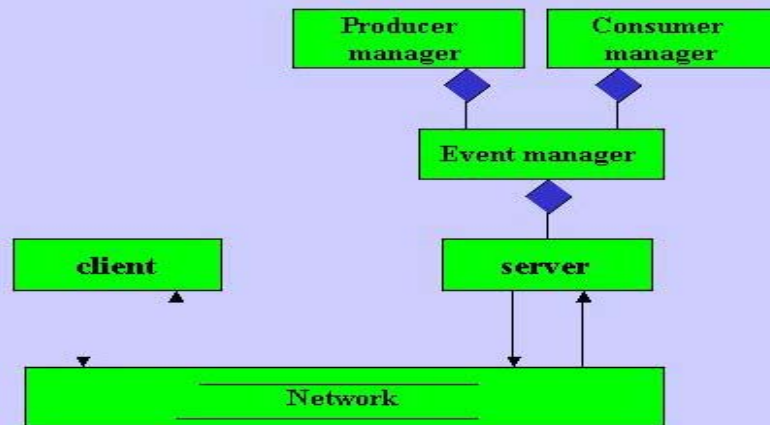 Producer
manager
Consumer
manager
Event manager
client
server
Network